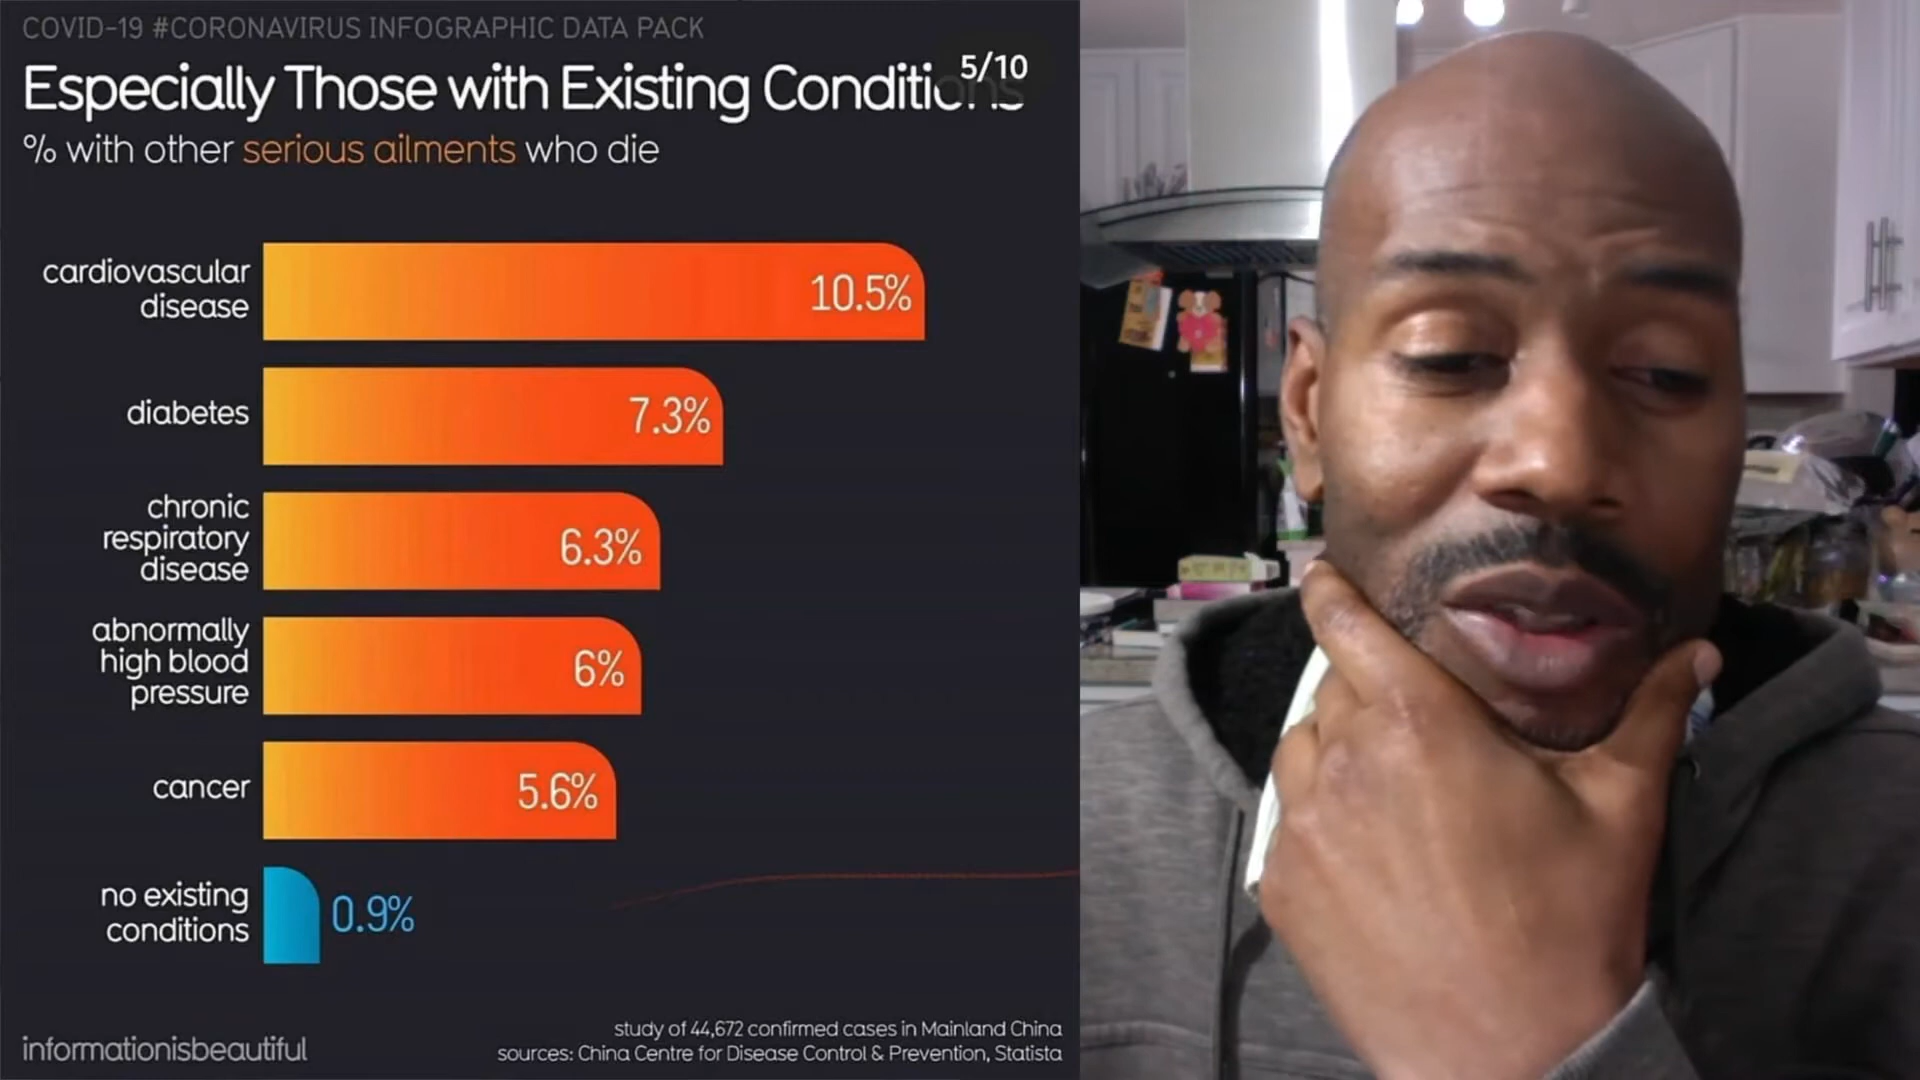 COVID-19 #CORONAVIRUS INFOGRAPHIC DATA PACK
Especially Those with Existing Conditions
5/10
% with other serious ailments who die
cardiovascular
disease
10.5%
diabetes
7.3%
chronic
respiratory
disease
6.3%
abnormally
high blood
pressure
6%
cancer
5.6%
no existing
conditions
0.9%
study of 44,672 confirmed cases in Mainland China
informationisbeautiful
sources: China Centre for Disease Control & Prevention, Statista